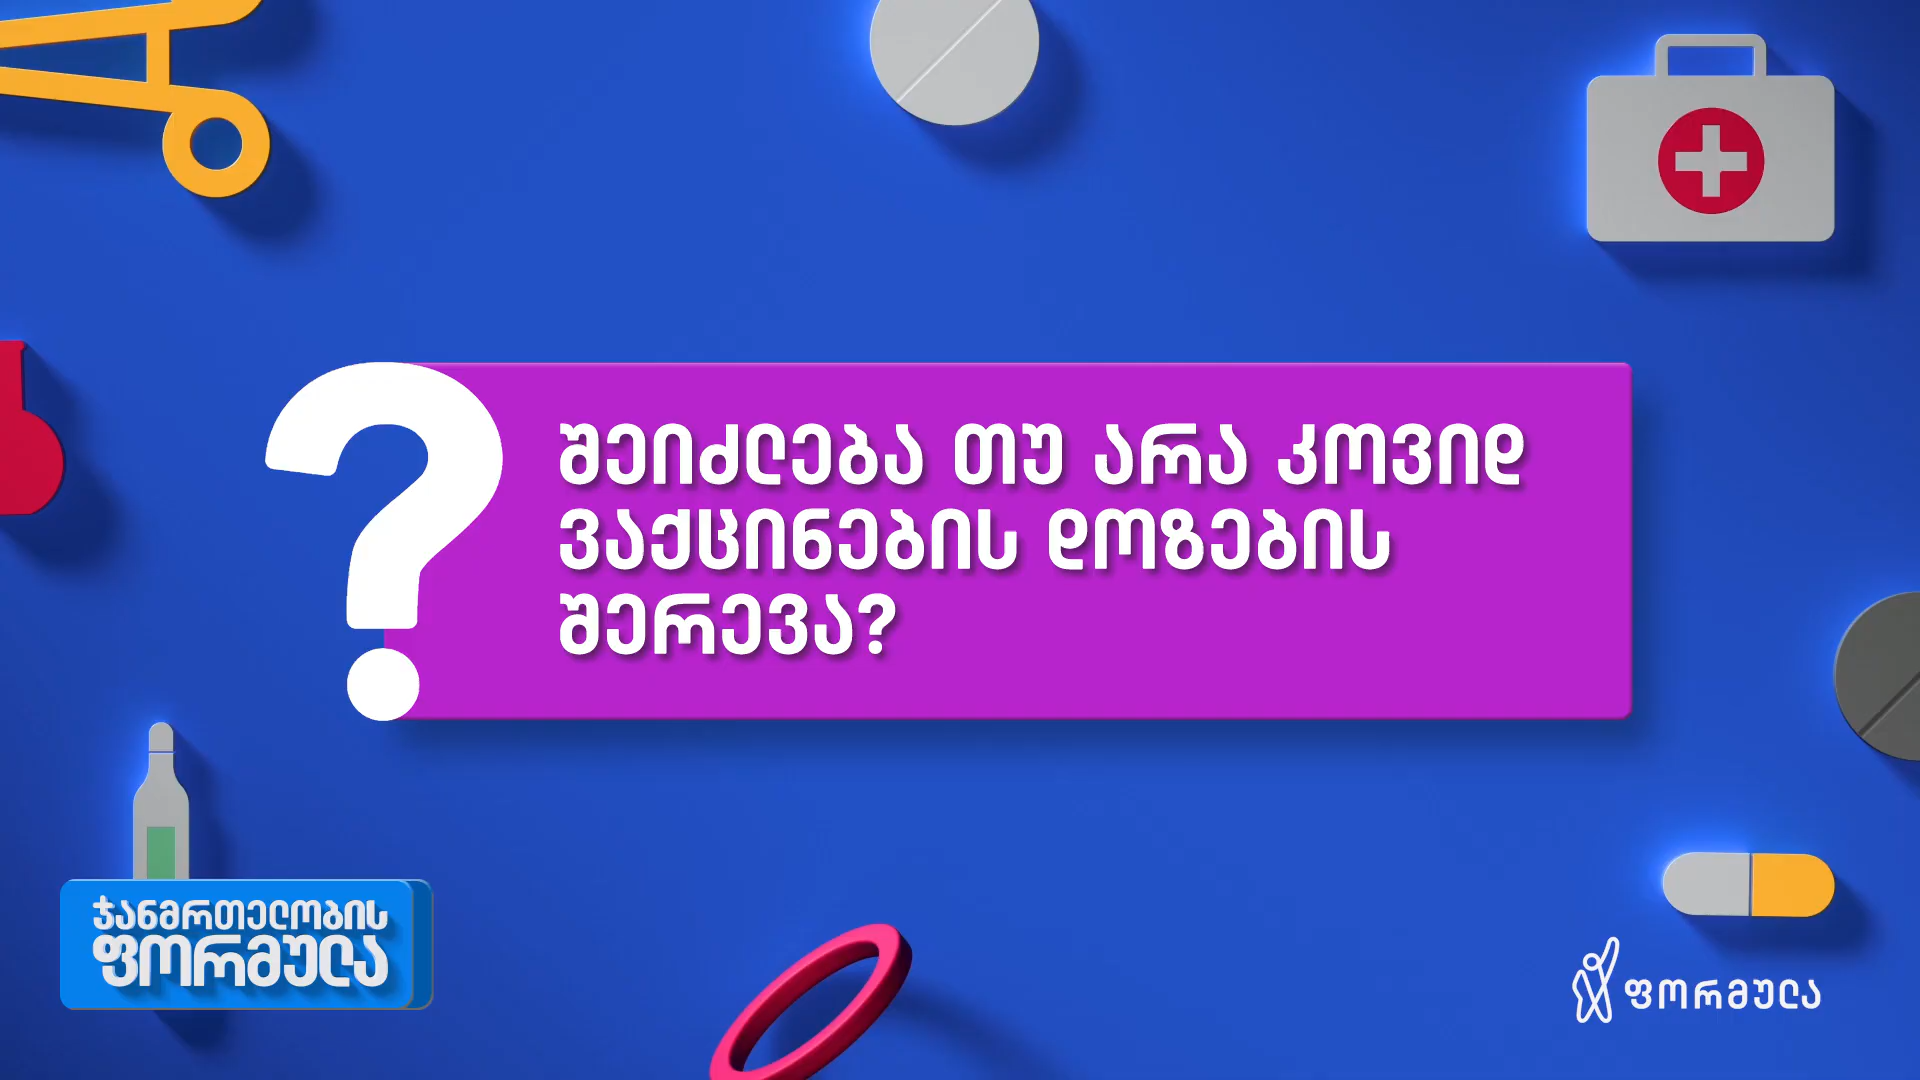 შეიძლება თუ არა კოვიდ
ვაქცინების დოზების
შერევა?
ჯანმრთელობის
ფორმულა
ფორმულა